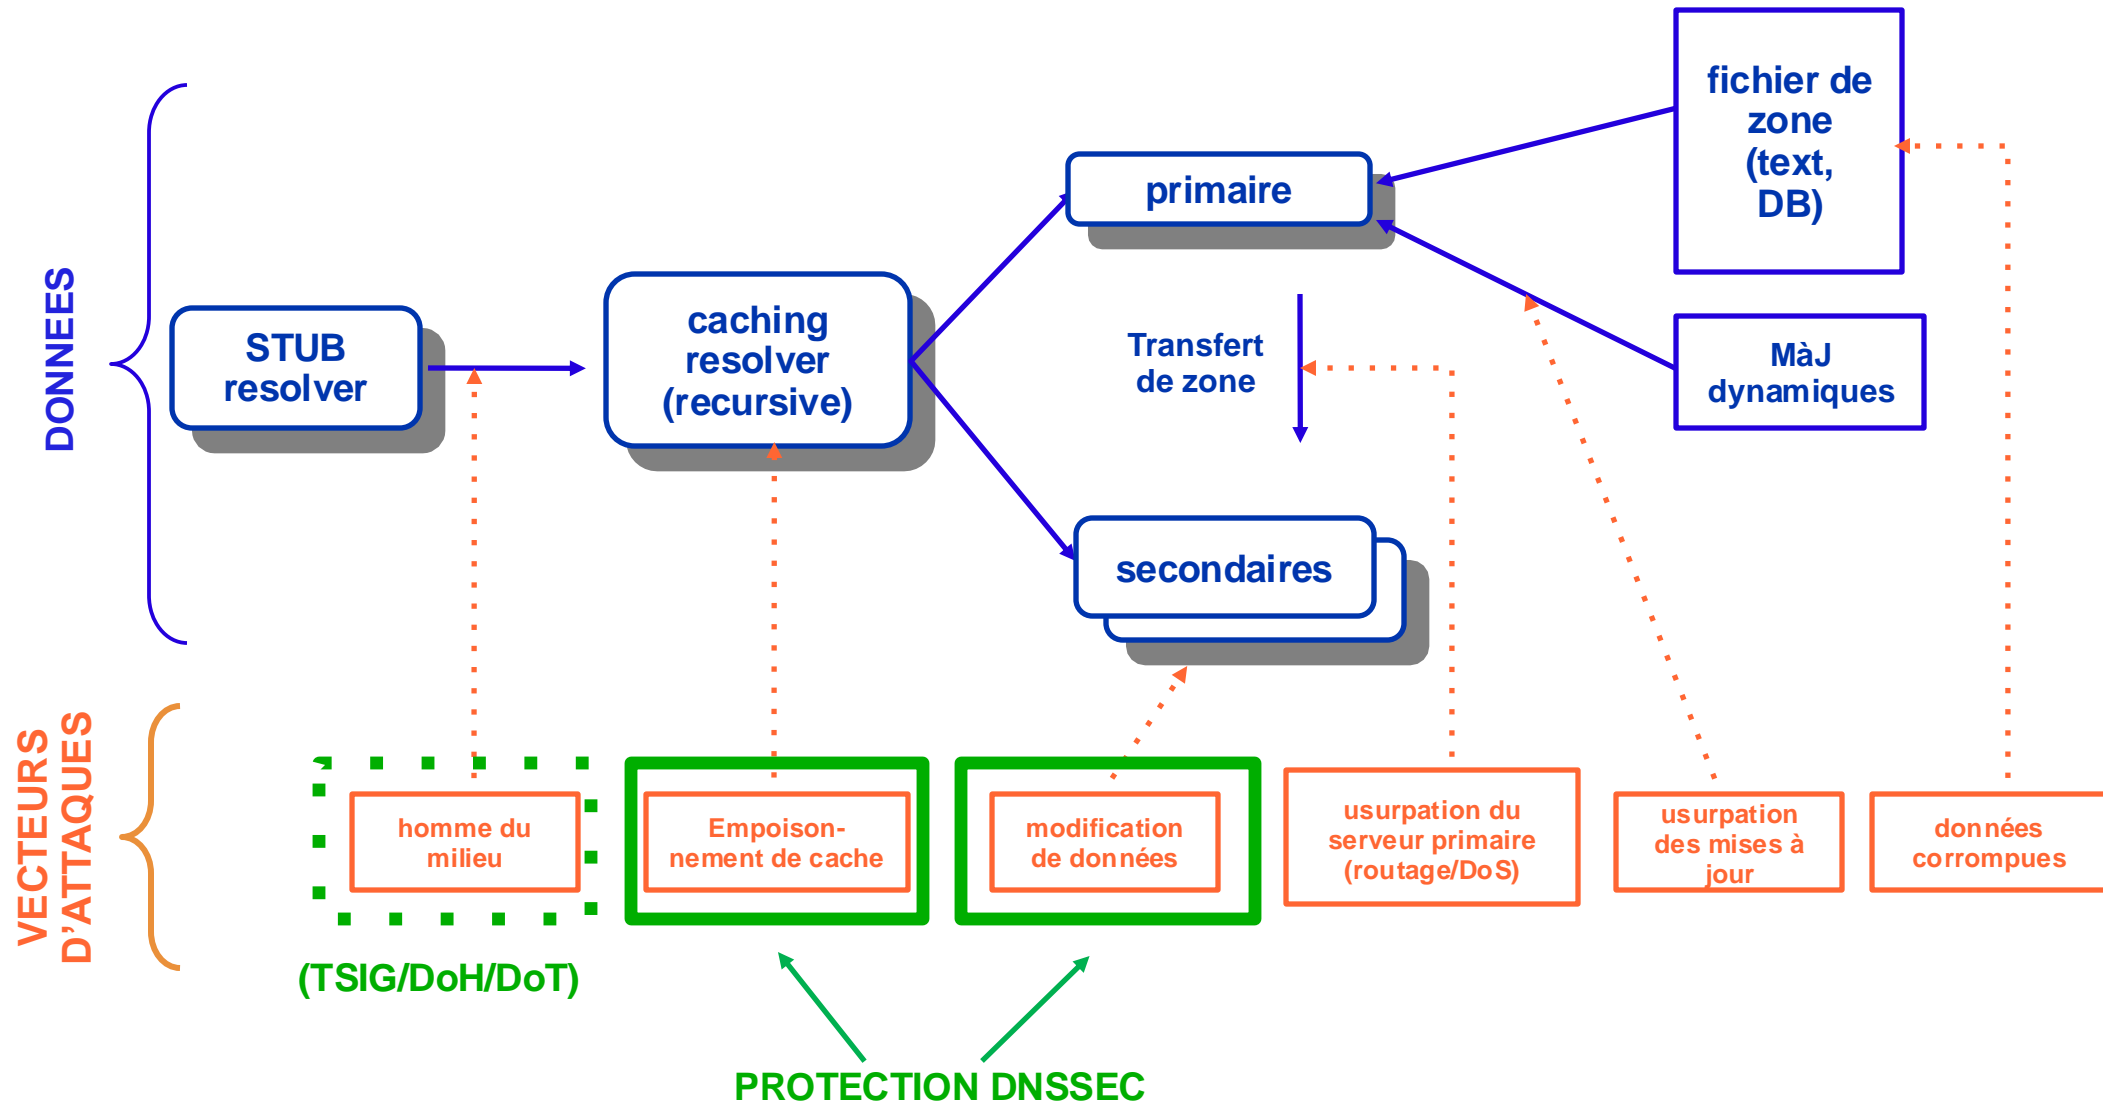 DONNEES
STUB
resolver
caching
resolver
(recursive)
primaire
Transfert
de zone
secondaires
fichier de
zone
(text,
DB)
MàJ
dynamiques
VECTEURS
D’ATTAQUES
homme du
milieu
Empoison-
nement de cache
modification
de données
usurpation du
serveur primaire
(routage/DoS)
usurpation
des mises à
jour
données
corrompues
(TSIG/DoH/DoT)
PROTECTION DNSSEC